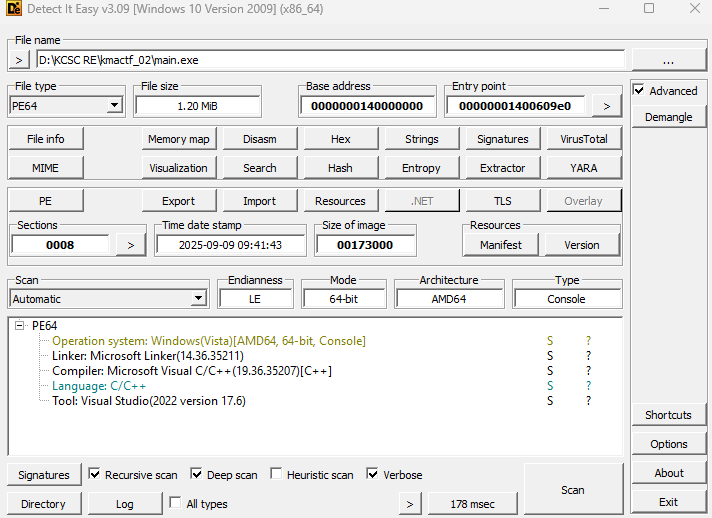 Detect It Easy v3.09 [Windows 10 Version 2009] (x86_64)
File name
> D:\KCSC RE\kmactf_02\main.exe ...
File type File size Base address Entry point Advanced
PE64 1.20 MiB 0000000140000000 00000001400609e0 >
Demangle
File info Memory map Disasm Hex Strings Signatures VirusTotal
MIME Visualization Search Hash Entropy Extractor YARA
PE Export Import Resources .NET TLS Overlay
Sections Time date stamp Size of image Resources
0008 > 2025-09-09 09:41:43 00173000 Manifest Version
Scan Endianness Mode Architecture Type
Automatic LE 64-bit AMD64 Console
PE64
Operation system: Windows(Vista)[AMD64, 64-bit, Console] S ?
Linker: Microsoft Linker(14.36.35211) S ?
Compiler: Microsoft Visual C/C++(19.36.35207)[C++] S ?
Language: C/C++ S ?
Tool: Visual Studio(2022 version 17.6) S ?
Shortcuts
Options
Signatures Recursive scan Deep scan Heuristic scan Verbose Scan About
Directory Log All types > 178 msec Exit